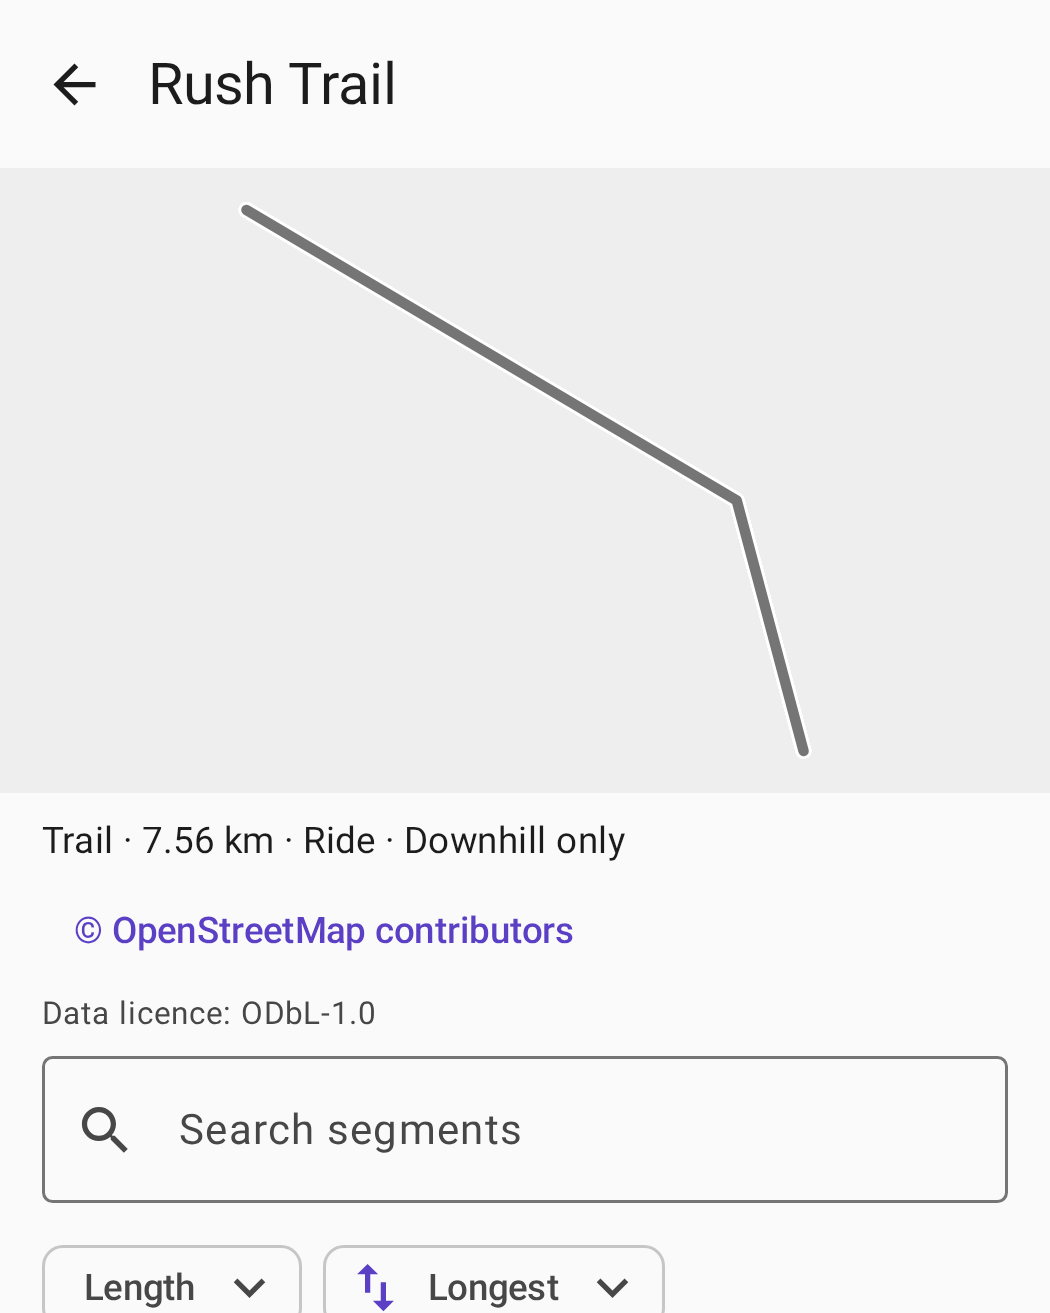 Rush Trail
Trail · 7.56 km · Ride · Downhill only
© OpenStreetMap contributors
Data licence: ODbL-1.0
Search segments
Length
Longest